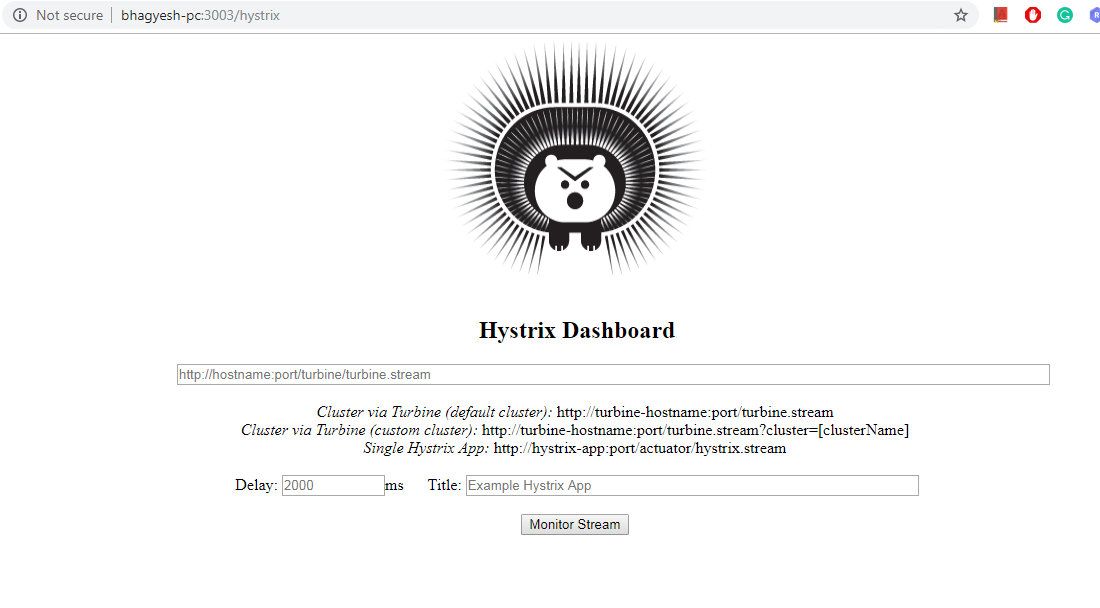 Not secure | bhagyesh-pc:3003/hystrix
Hystrix Dashboard
http://hostname:port/turbine/turbine.stream
Cluster via Turbine (default cluster): http://turbine-hostname:port/turbine.stream
Cluster via Turbine (custom cluster): http://turbine-hostname:port/turbine.stream?cluster=[clusterName]
Single Hystrix App: http://hystrix-app:port/actuator/hystrix.stream
Delay: 2000 ms Title: Example Hystrix App
Monitor Stream